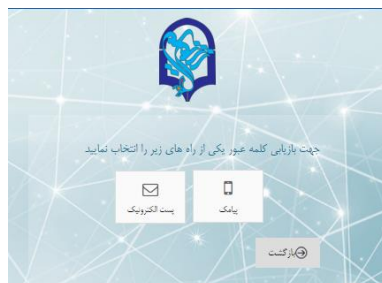 جهت بازیابی کلمه عبور یکی از راه های زیر را انتخاب نمایید
پیامک
پست الکترونیک
بازگشت